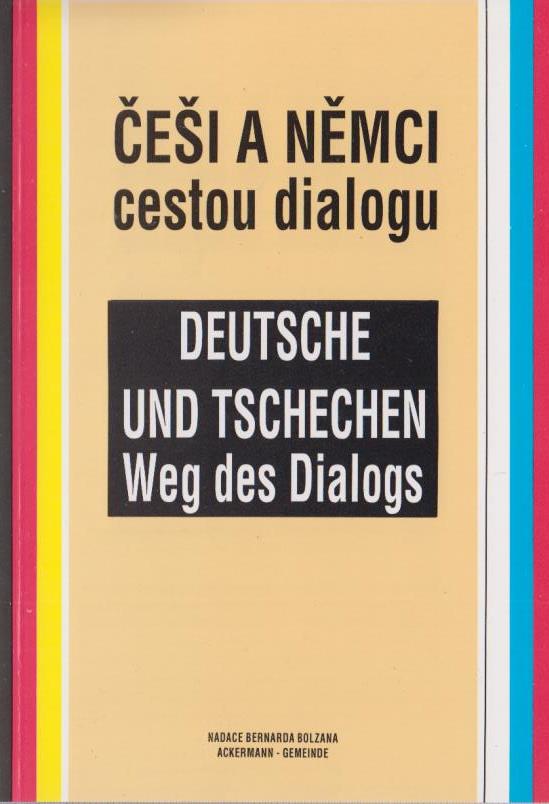 ČEŠI A NĚMCI
cestou dialogu
DEUTSCHE
UND TSCHECHEN
Weg des Dialogs
NADACE BERNARDA BOLZANA
ACKERMANN - GEMEINDE